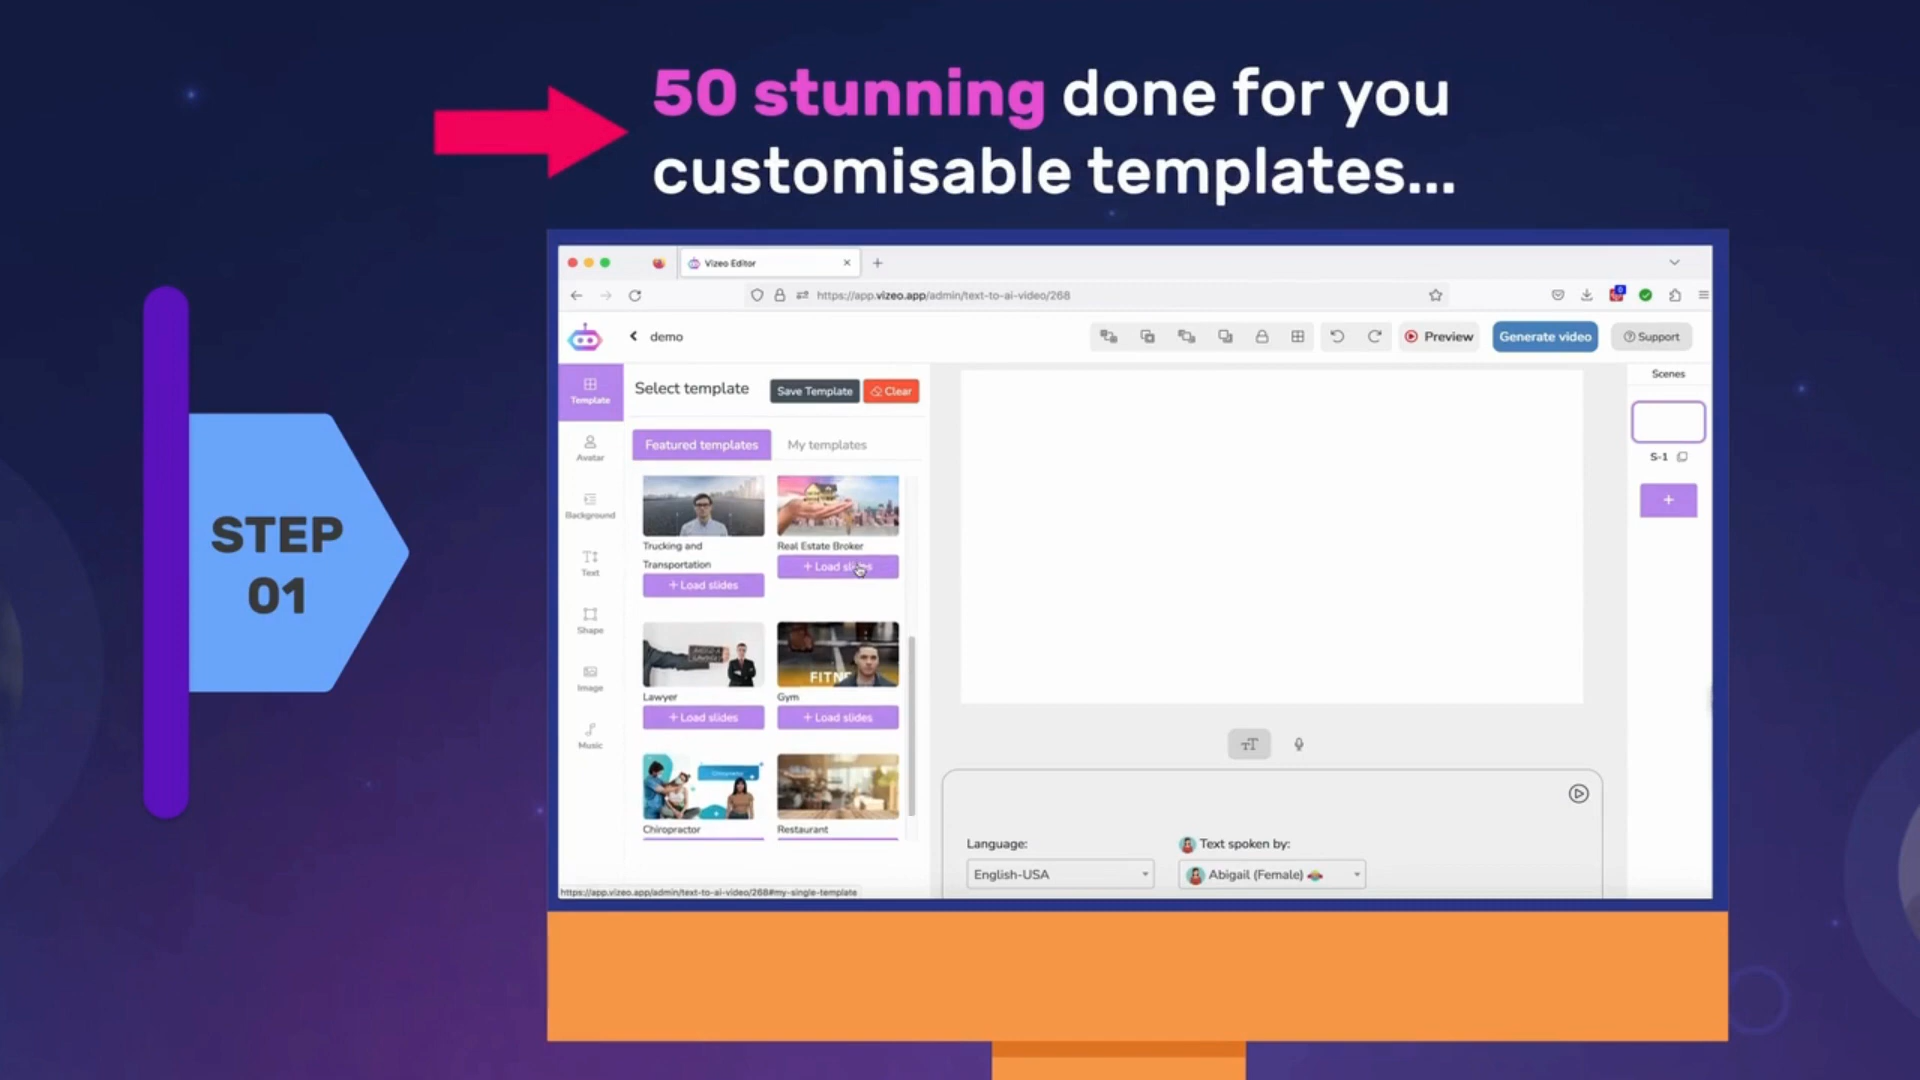 50 stunning done for you
customisable templates...
STEP
01
Vizeo Editor
https://app.vizeo.app/admin/text-to-ai-video/268
demo
Preview
Generate video
Support
Template
Avatar
Background
Text
Shape
Image
Music
Select template
Save Template
Clear
Featured templates
My templates
Trucking and
Transportation
+ Load slides
Real Estate Broker
+ Load slides
Lawyer
+ Load slides
Gym
+ Load slides
Chiropractor
Restaurant
Scenes
S-1
+
TT
Language:
English-USA
Text spoken by:
Abigail (Female)
https://app.vizeo.app/admin/text-to-ai-video/268#my-single-template